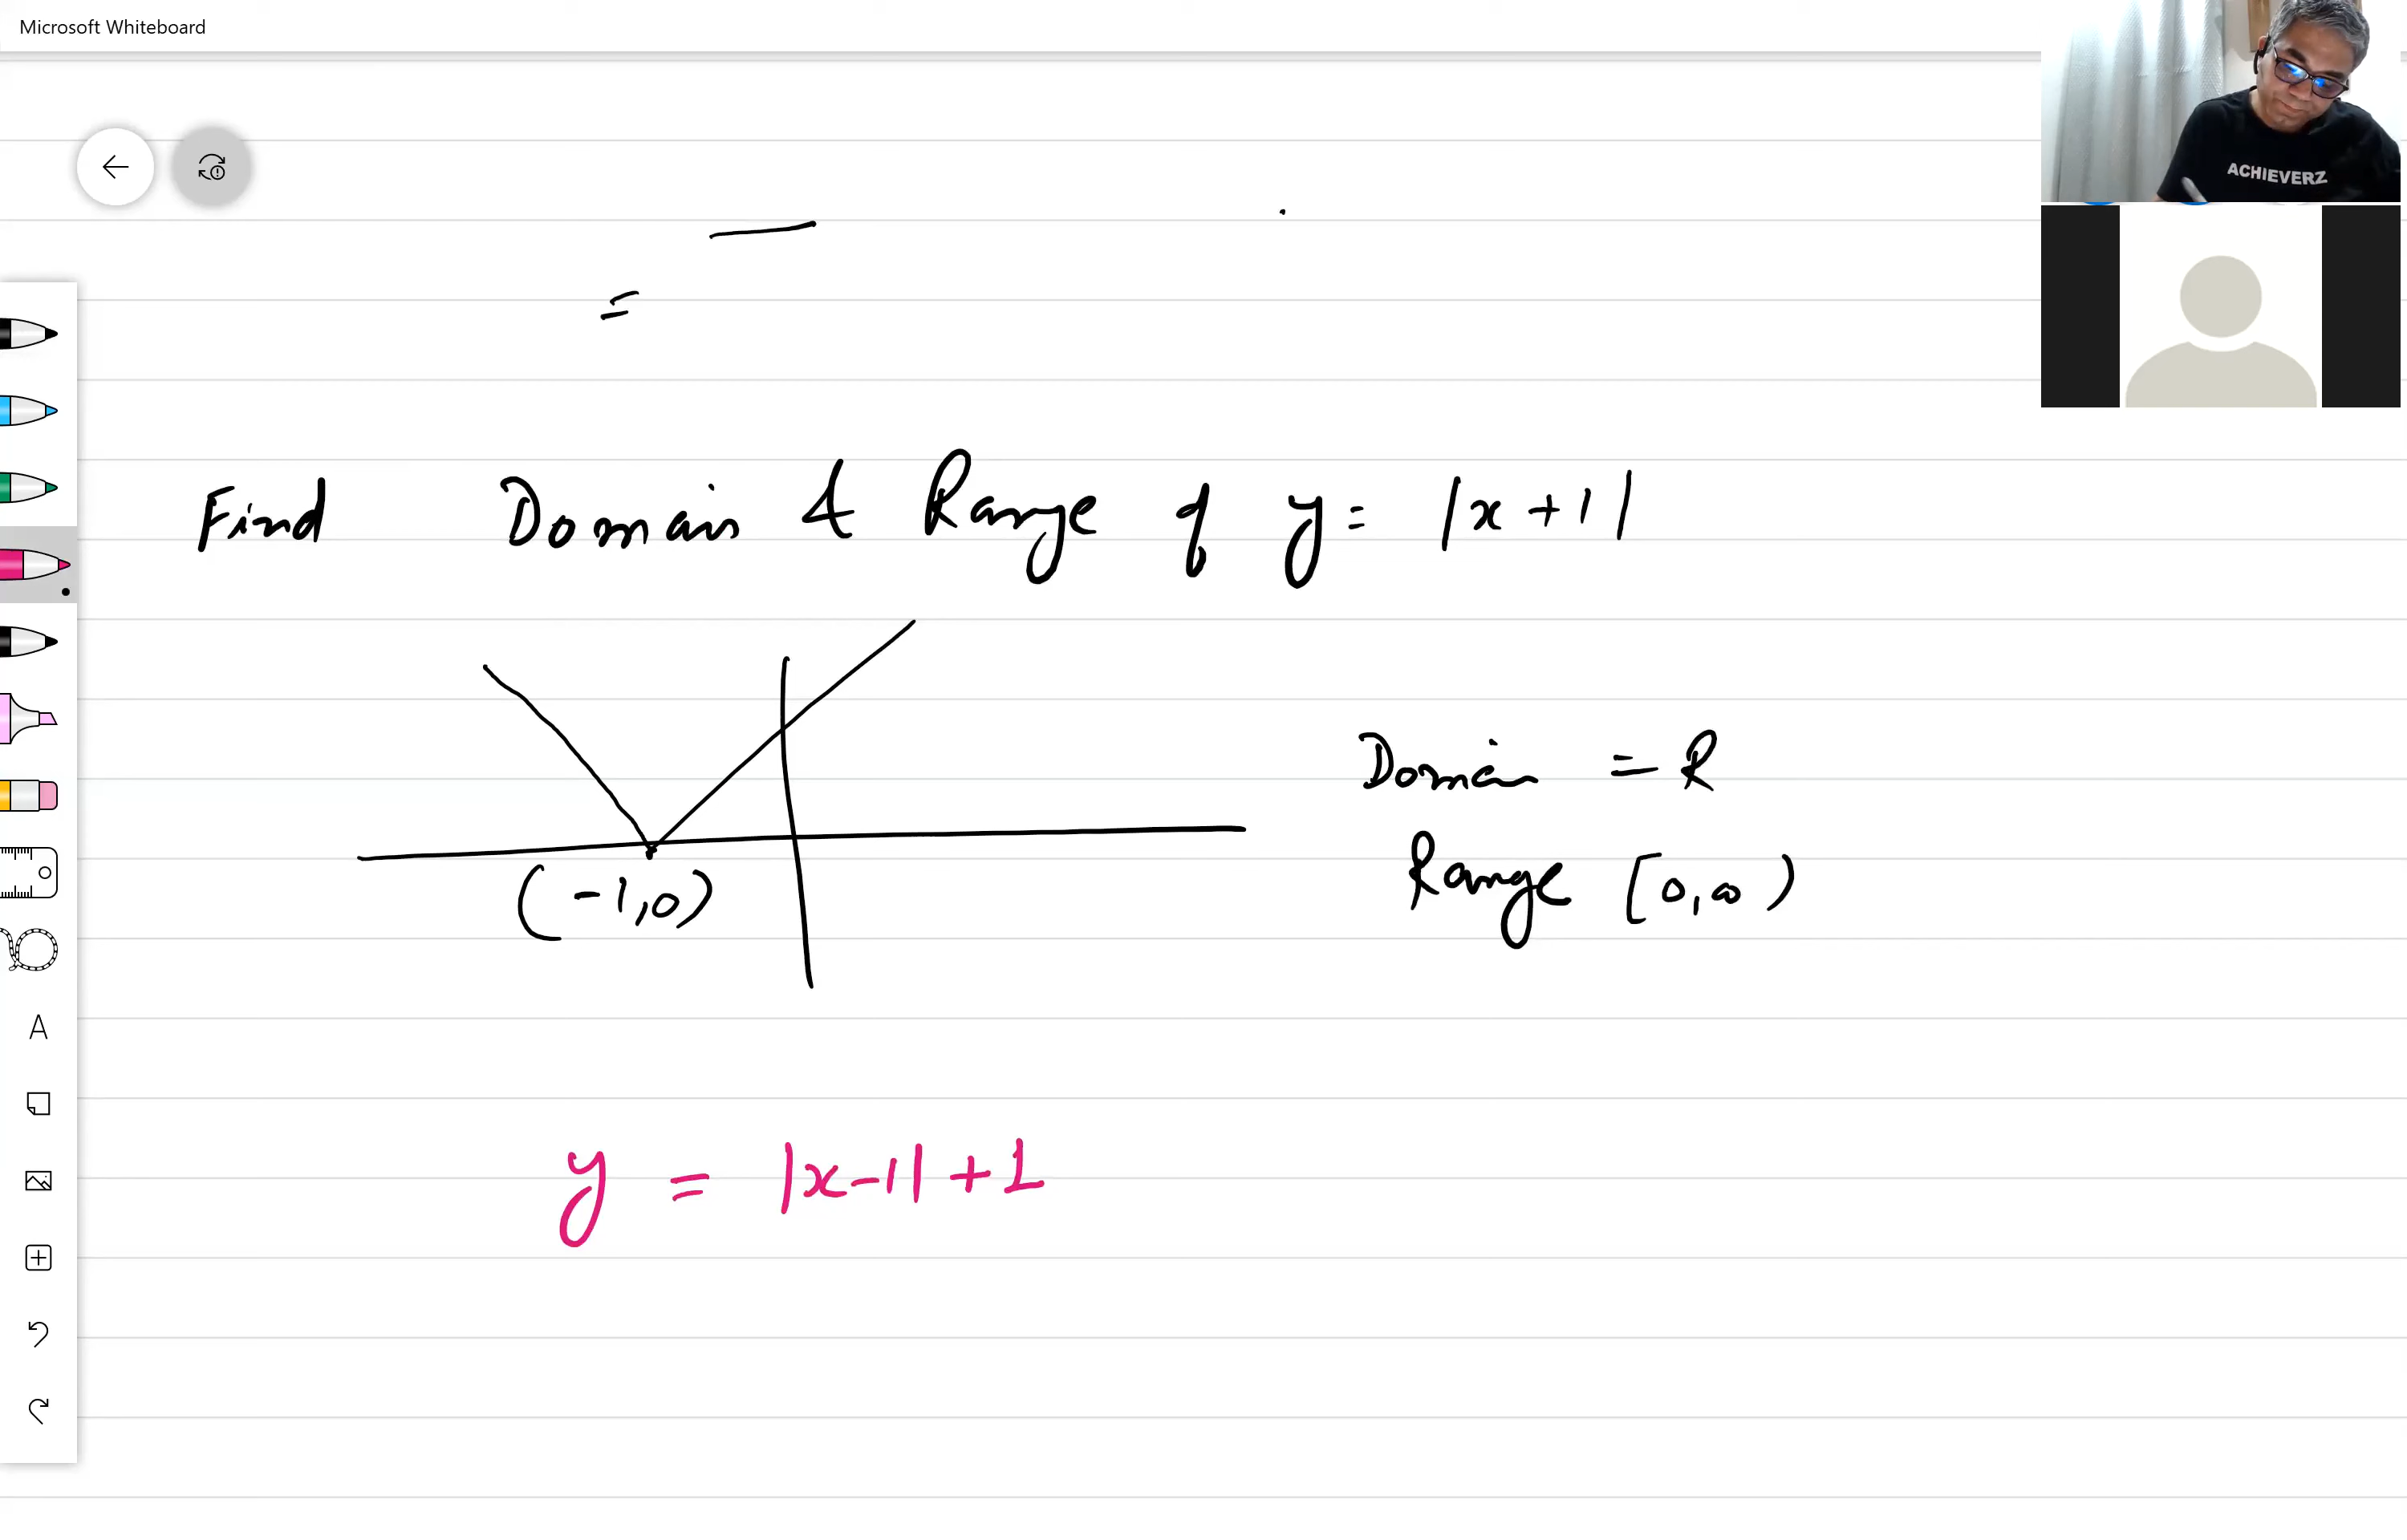 Microsoft Whiteboard
ACHIEVERZ
=
Find Domain & Range of y = |x+1|
Domain = R
Range [0,∞)
(-1,0)
y = |x-1|+1
A